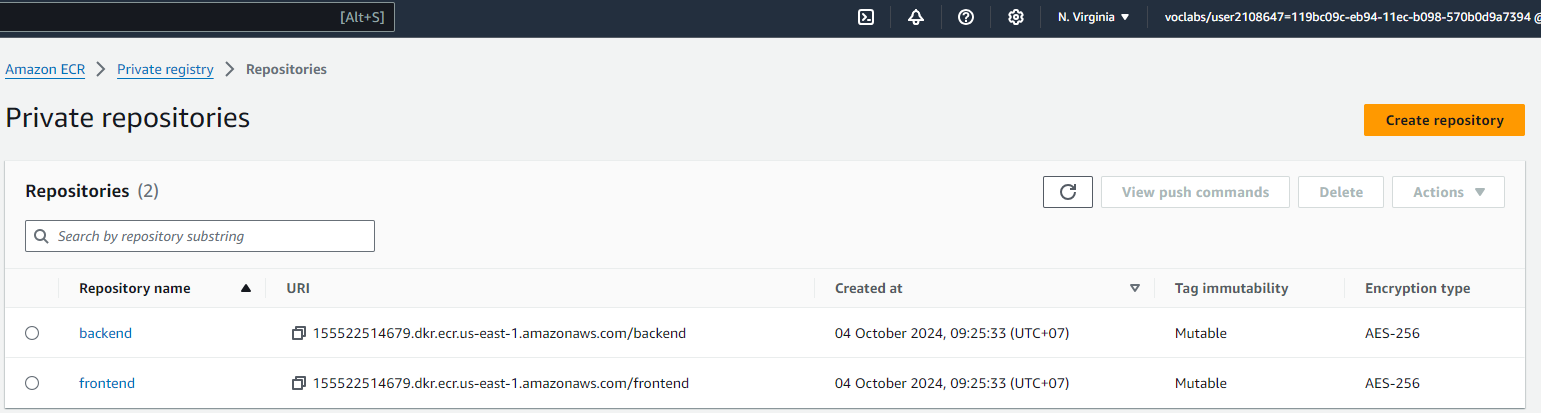 [Alt+S] N. Virginia voclabs/user2108647=119bc09c-eb94-11ec-b098-570b0d9a7394 @
Amazon ECR Private registry Repositories
Private repositories Create repository
Repositories (2) View push commands Delete Actions
Search by repository substring
Repository name URI Created at Tag immutability Encryption type
backend 155522514679.dkr.ecr.us-east-1.amazonaws.com/backend 04 October 2024, 09:25:33 (UTC+07) Mutable AES-256
frontend 155522514679.dkr.ecr.us-east-1.amazonaws.com/frontend 04 October 2024, 09:25:33 (UTC+07) Mutable AES-256